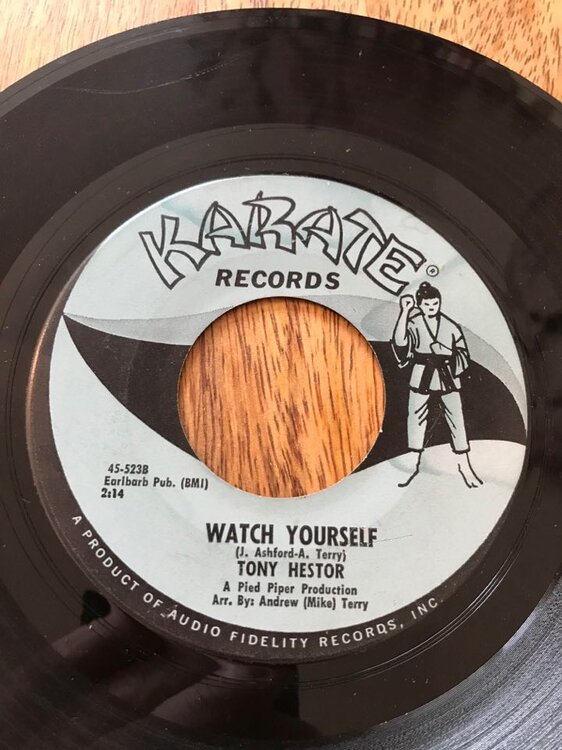 KARATE ®
RECORDS
45-523B
Earlbarb Pub. (BMI)
2:14
WATCH YOURSELF
(J. Ashford-A. Terry)
TONY HESTOR
A Pied Piper Production
Arr. By: Andrew (Mike) Terry
A PRODUCT OF AUDIO FIDELITY RECORDS, INC.